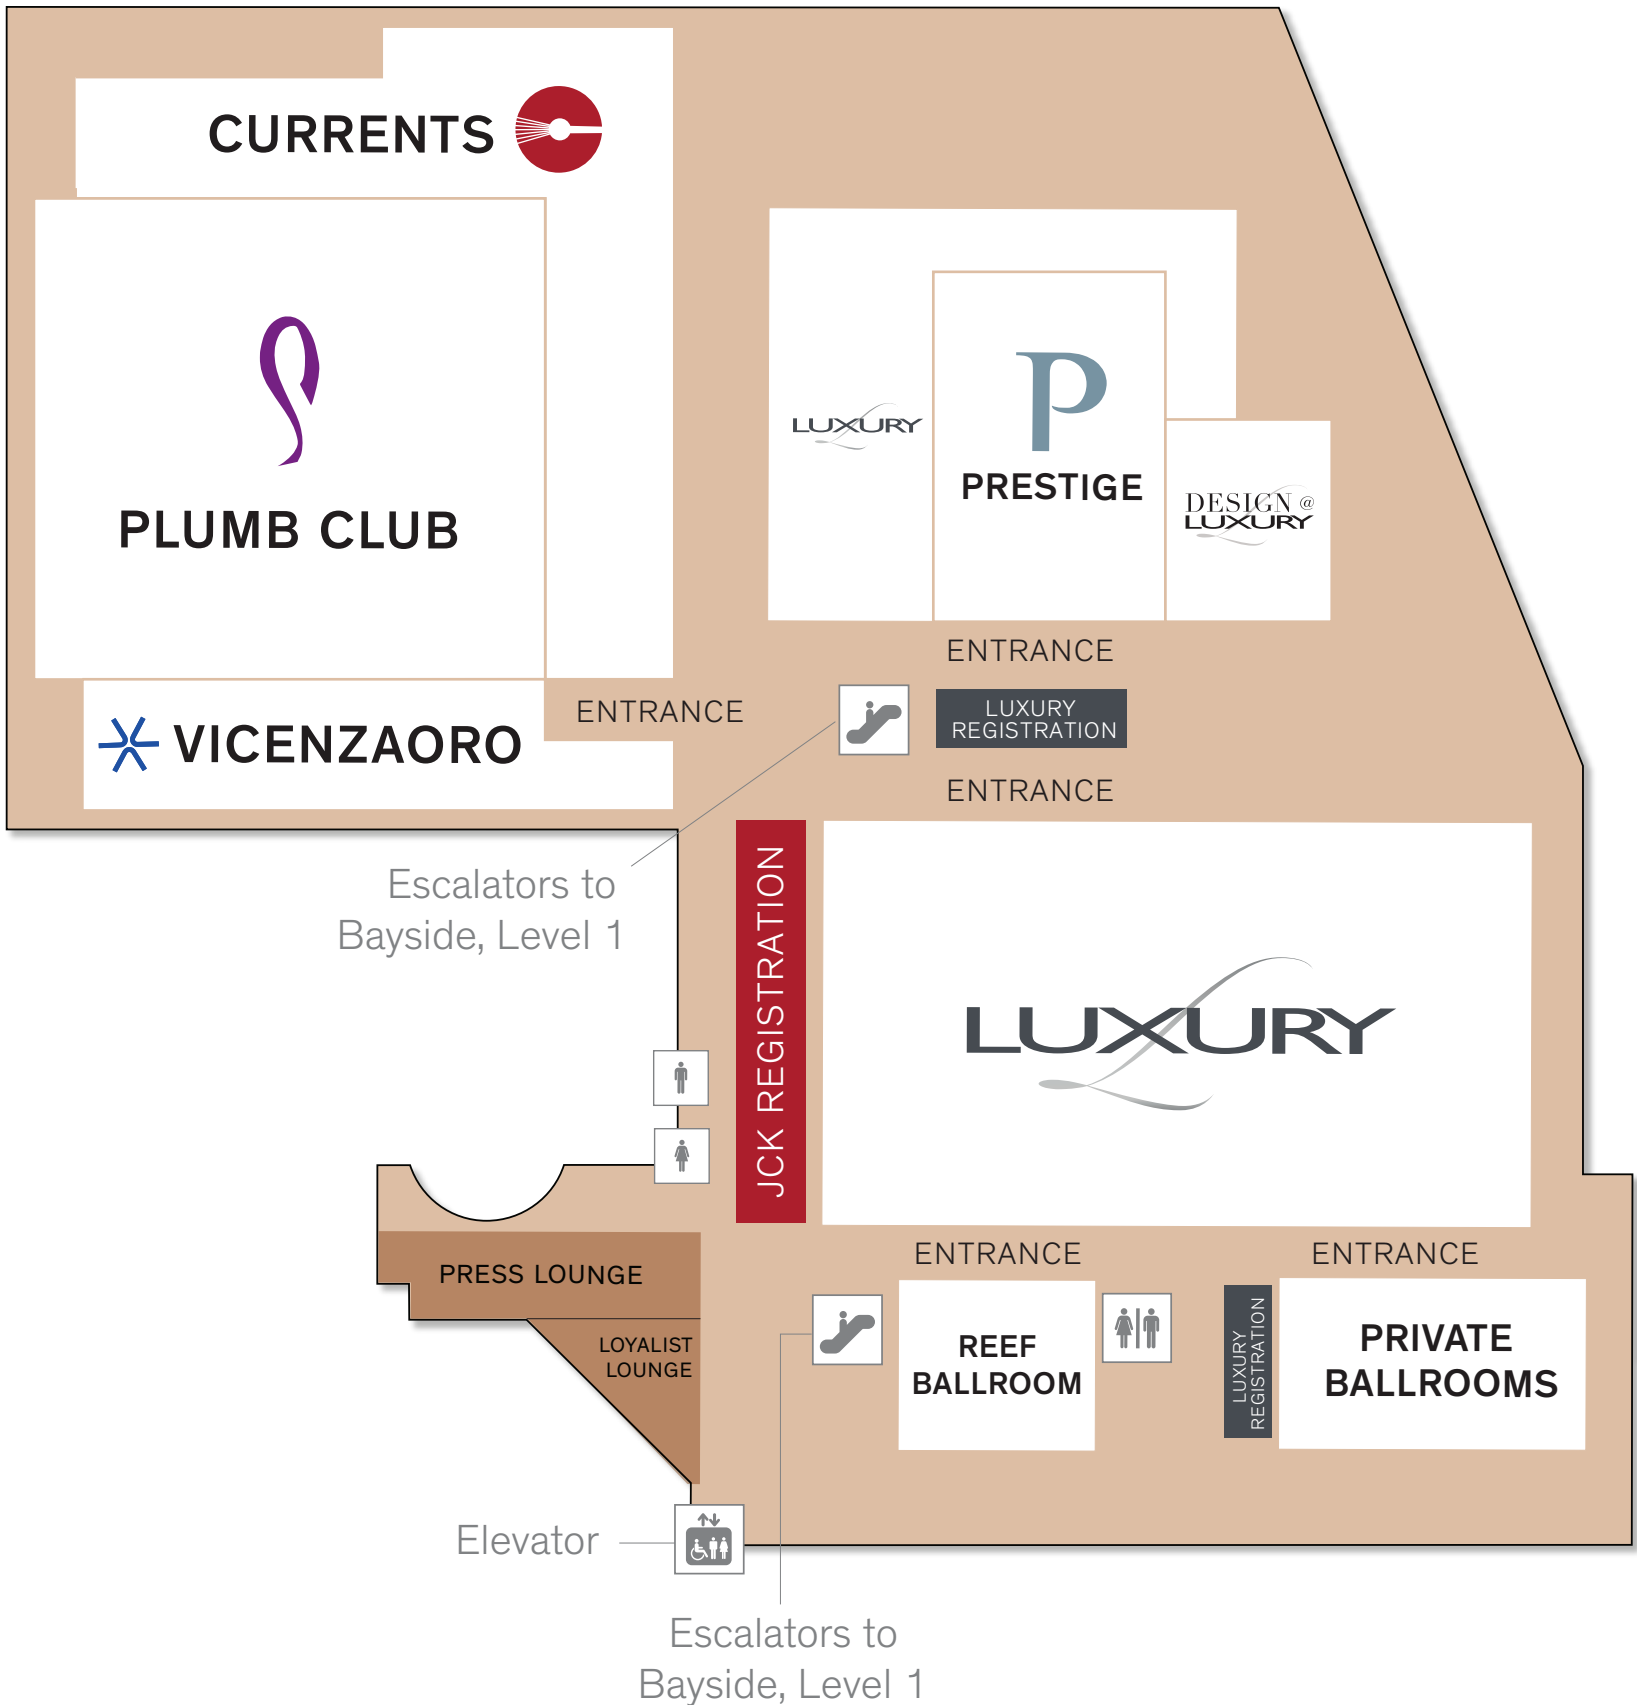 CURRENTS
PLUMB CLUB
VICENZAORO
ENTRANCE
LUXURY
P
PRESTIGE
DESIGN @
LUXURY
ENTRANCE
LUXURY
REGISTRATION
ENTRANCE
Escalators to
Bayside, Level 1
JCK REGISTRATION
LUXURY
ENTRANCE
ENTRANCE
PRESS LOUNGE
LOYALIST
LOUNGE
REEF
BALLROOM
LUXURY
REGISTRATION
PRIVATE
BALLROOMS
Elevator
Escalators to
Bayside, Level 1